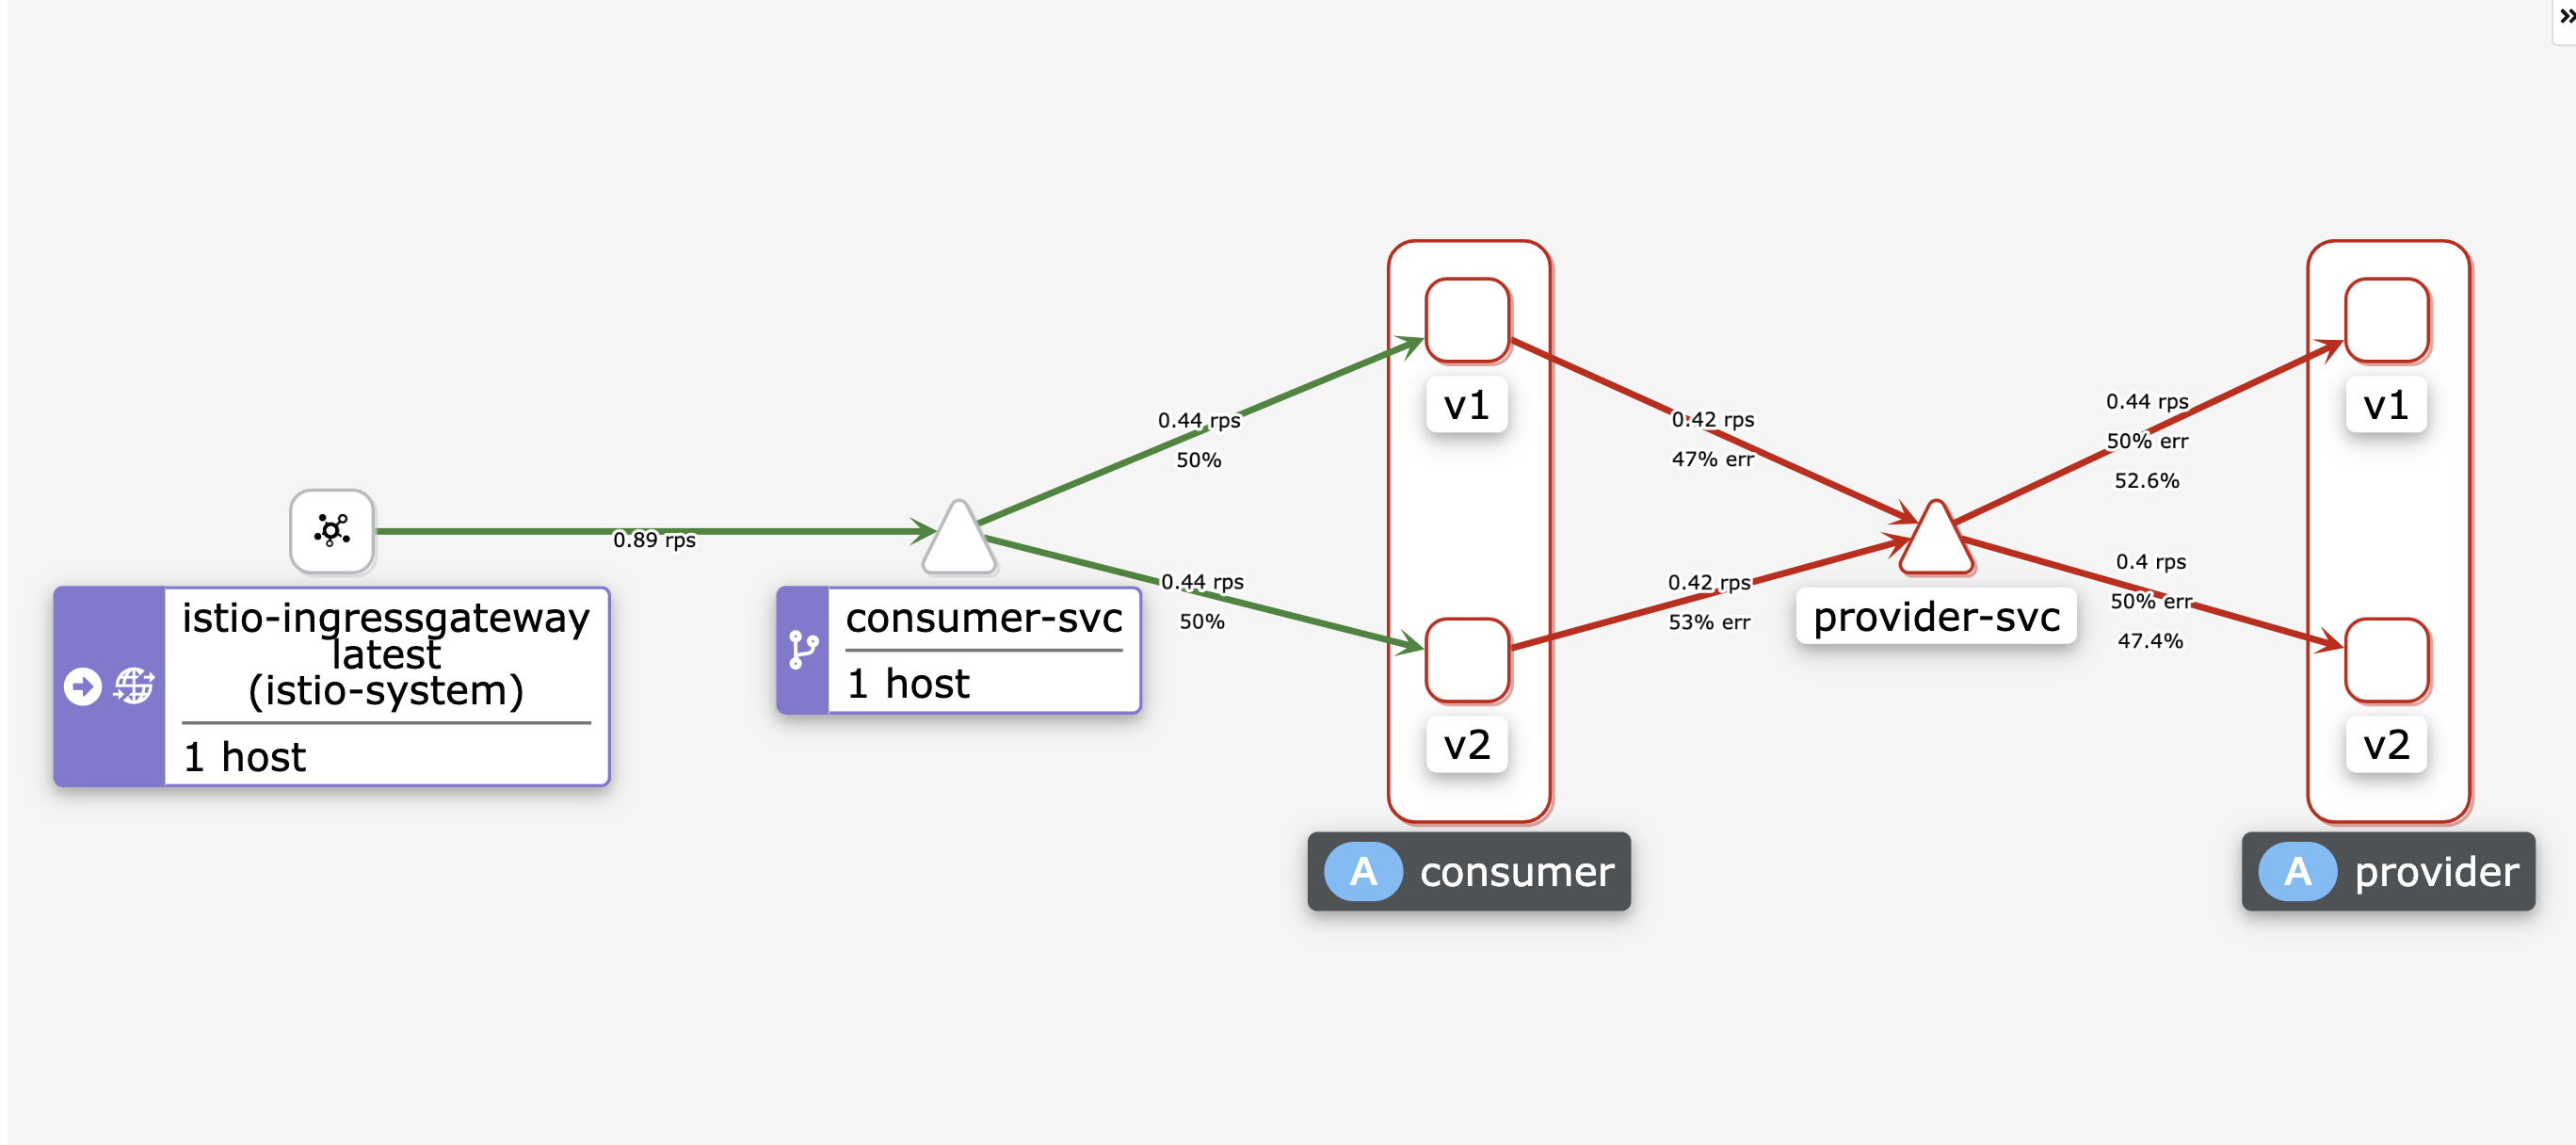 »
0.89 rps
istio-ingressgateway
latest
(istio-system)
1 host
consumer-svc
1 host
0.44 rps
50%
0.44 rps
50%
v1
v2
A consumer
0.42 rps
47% err
0.42 rps
53% err
provider-svc
0.44 rps
50% err
52.6%
0.4 rps
50% err
47.4%
v1
v2
A provider